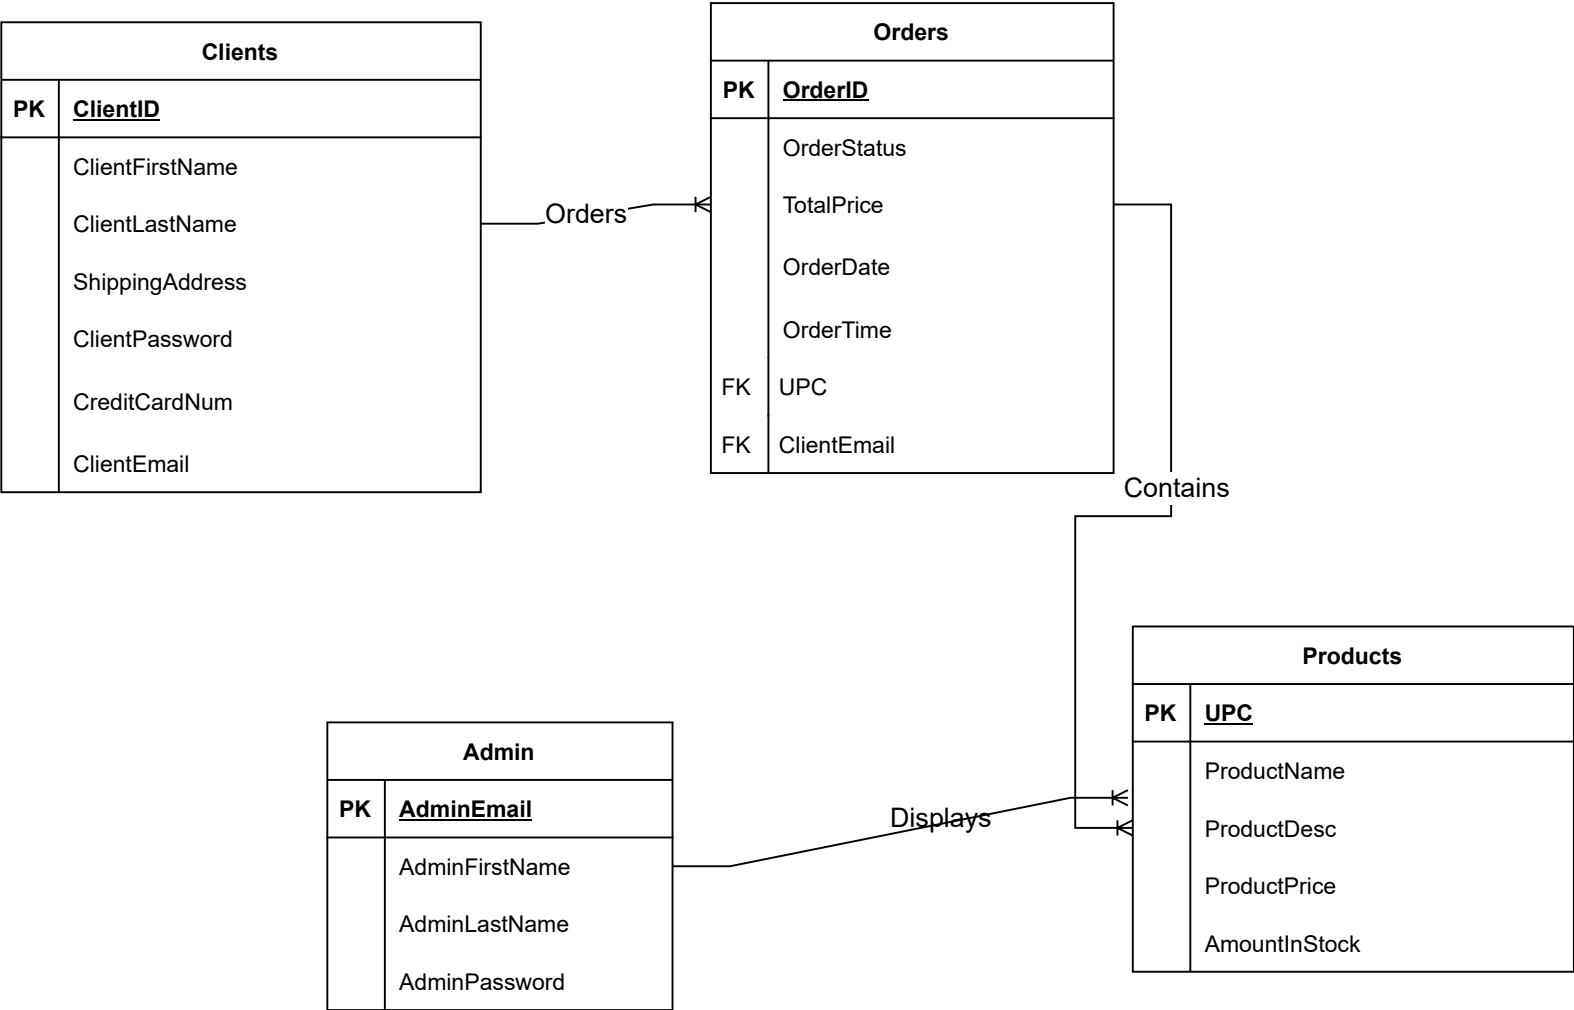 Clients
PK ClientID
ClientFirstName
ClientLastName
ShippingAddress
ClientPassword
CreditCardNum
ClientEmail
Orders
Orders
PK OrderID
OrderStatus
TotalPrice
OrderDate
OrderTime
FK UPC
FK ClientEmail
Contains
Admin
PK AdminEmail
AdminFirstName
AdminLastName
AdminPassword
Displays
Products
PK UPC
ProductName
ProductDesc
ProductPrice
AmountInStock